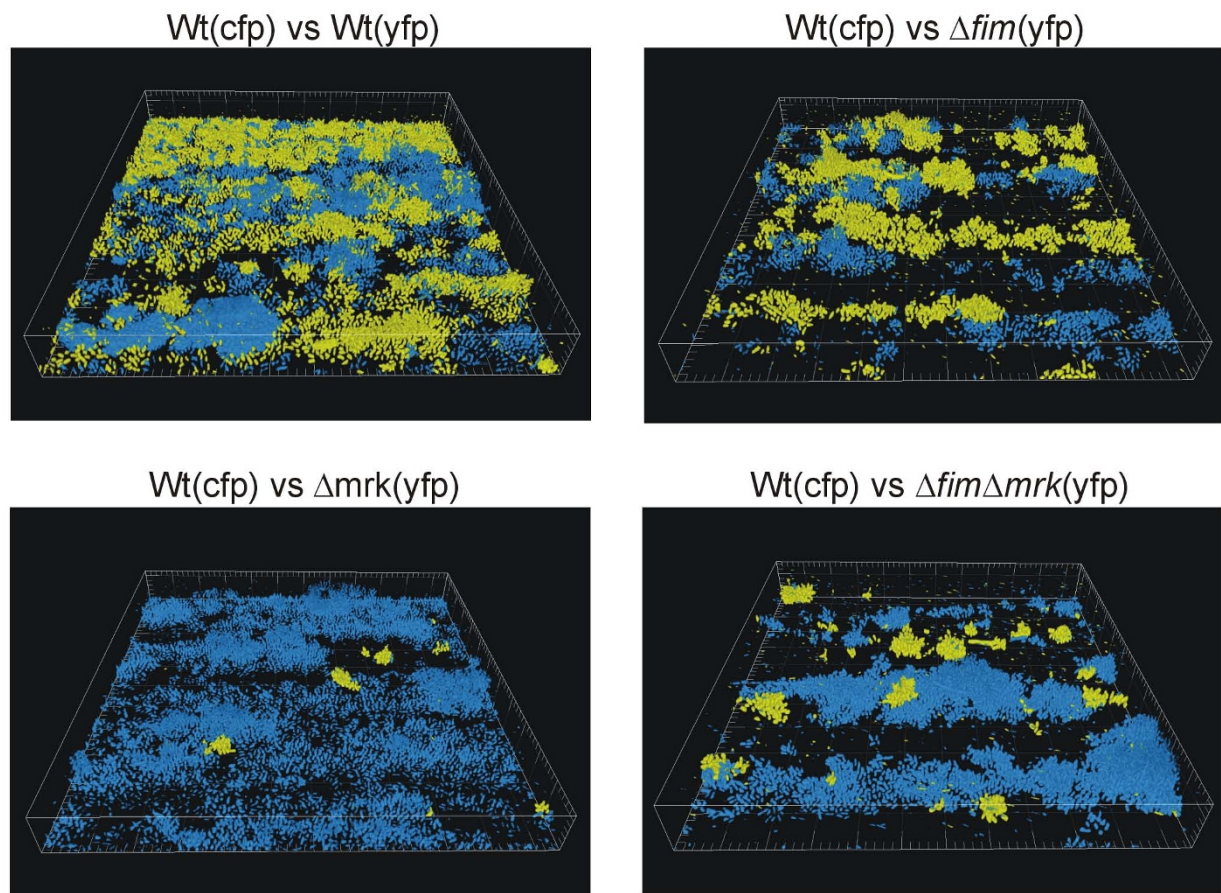 Wt(cfp) vs Wt(yfp)
Wt(cfp) vs Δfim(yfp)
Wt(cfp) vs Δmrk(yfp)
Wt(cfp) vs ΔfimΔmrk(yfp)